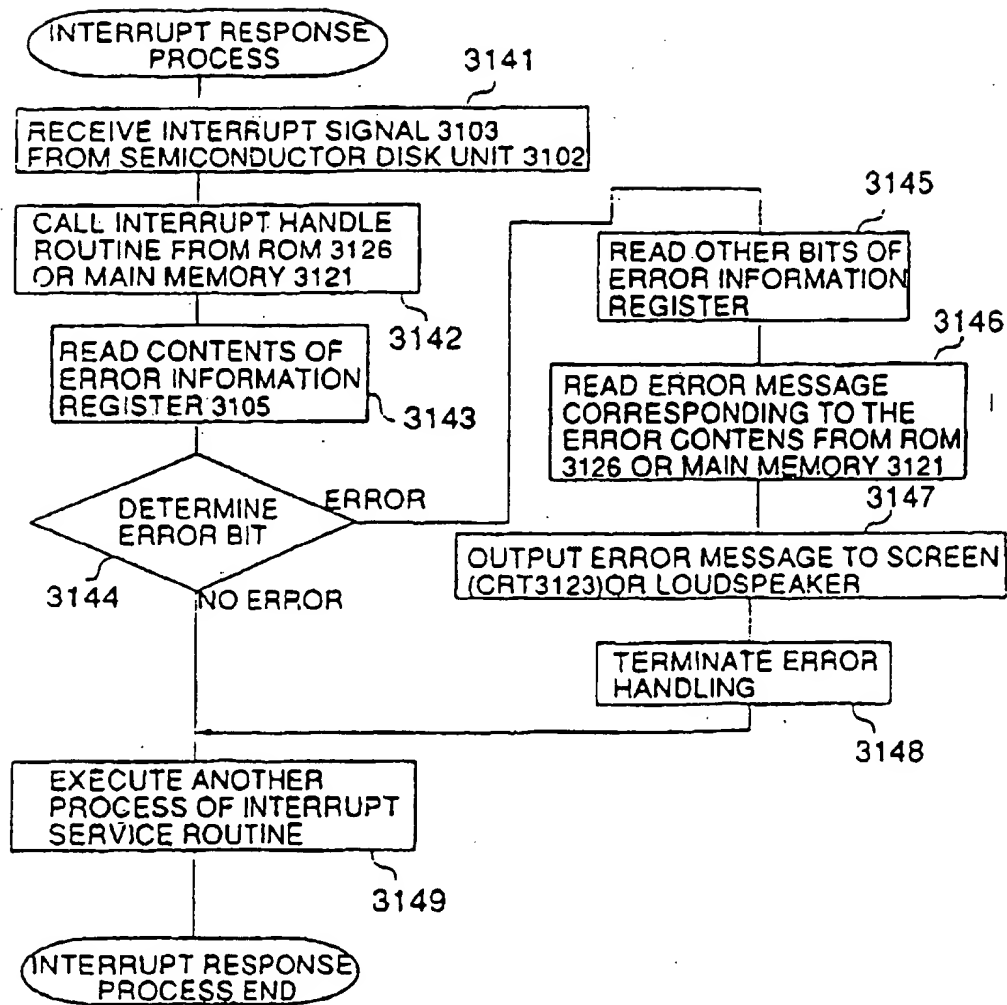 INTERRUPT RESPONSE
PROCESS
3141
RECEIVE INTERRUPT SIGNAL 3103
FROM SEMICONDUCTOR DISK UNIT 3102
CALL INTERRUPT HANDLE
ROUTINE FROM ROM 3126
OR MAIN MEMORY 3121
3142
READ CONTENTS OF
ERROR INFORMATION
REGISTER 3105
3143
DETERMINE
ERROR BIT
ERROR
3144
NO ERROR
3145
READ OTHER BITS OF
ERROR INFORMATION
REGISTER
3146
READ ERROR MESSAGE
CORRESPONDING TO THE
ERROR CONTENS FROM ROM
3126 OR MAIN MEMORY 3121
3147
OUTPUT ERROR MESSAGE TO SCREEN
(CRT3123)OR LOUDSPEAKER
TERMINATE ERROR
HANDLING
3148
EXECUTE ANOTHER
PROCESS OF INTERRUPT
SERVICE ROUTINE
3149
INTERRUPT RESPONSE
PROCESS END